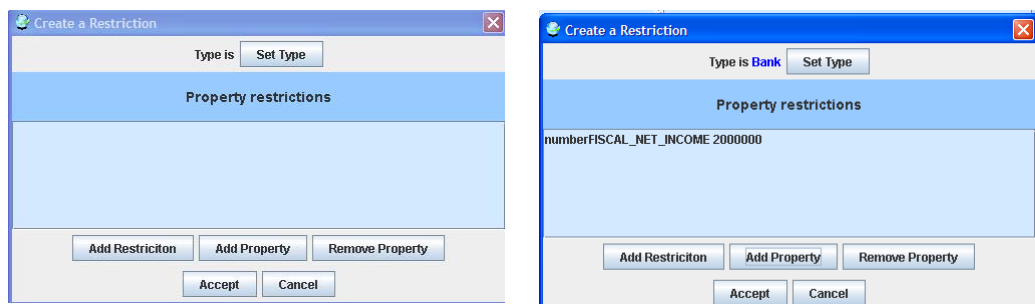 Create a Restriction
Type is Set Type
Property restrictions
Add Restriciton Add Property Remove Property
Accept Cancel
Create a Restriction
Type is Bank Set Type
Property restrictions
numberFISCAL_NET_INCOME 2000000
Add Restriciton Add Property Remove Property
Accept Cancel